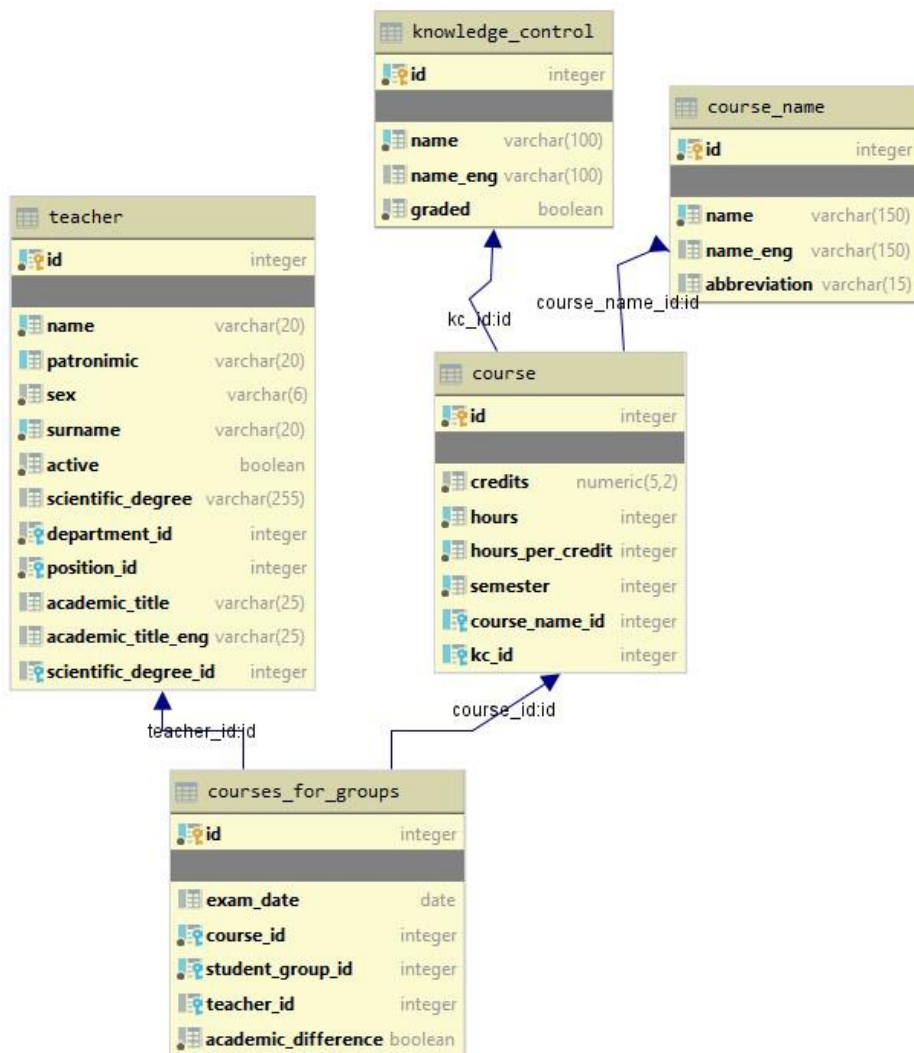 knowledge_control
id integer
name varchar(100)
name_eng varchar(100)
graded boolean
course_name
id integer
name varchar(150)
name_eng varchar(150)
abbreviation varchar(15)
teacher
id integer
name varchar(20)
patronimic varchar(20)
sex varchar(6)
surname varchar(20)
active boolean
scientific_degree varchar(255)
department_id integer
position_id integer
academic_title varchar(25)
academic_title_eng varchar(25)
scientific_degree_id integer
kc_id:id
course_name_id:id
course
id integer
credits numeric(5,2)
hours integer
hours_per_credit integer
semester integer
course_name_id integer
kc_id integer
teacher_id:id
course_id:id
courses_for_groups
id integer
exam_date date
course_id integer
student_group_id integer
teacher_id integer
academic_difference boolean